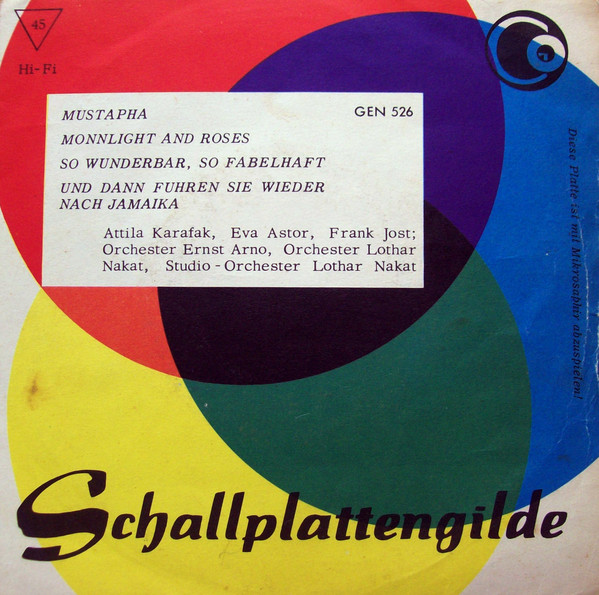 45
Hi-Fi
MUSTAPHA GEN 526
MONNLIGHT AND ROSES
SO WUNDERBAR, SO FABELHAFT
UND DANN FUHREN SIE WIEDER
NACH JAMAIKA
Attila Karafak, Eva Astor, Frank Jost;
Orchester Ernst Arno, Orchester Lothar
Nakat, Studio-Orchester Lothar Nakat
Diese Platte ist mit Mikrosaphir abzuspielen!
Schallplattengilde